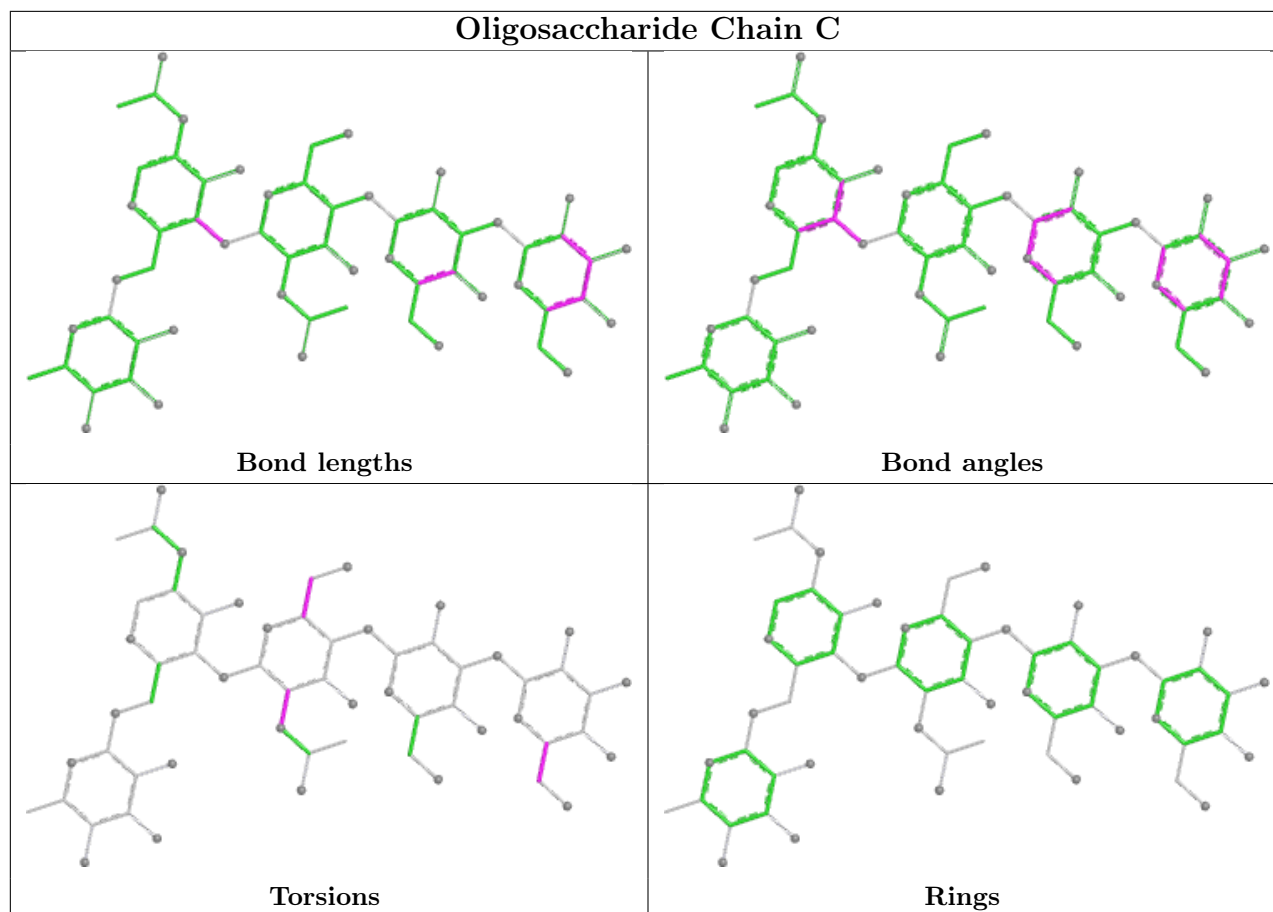 Oligosaccharide Chain C
Bond lengths
Bond angles
Torsions
Rings